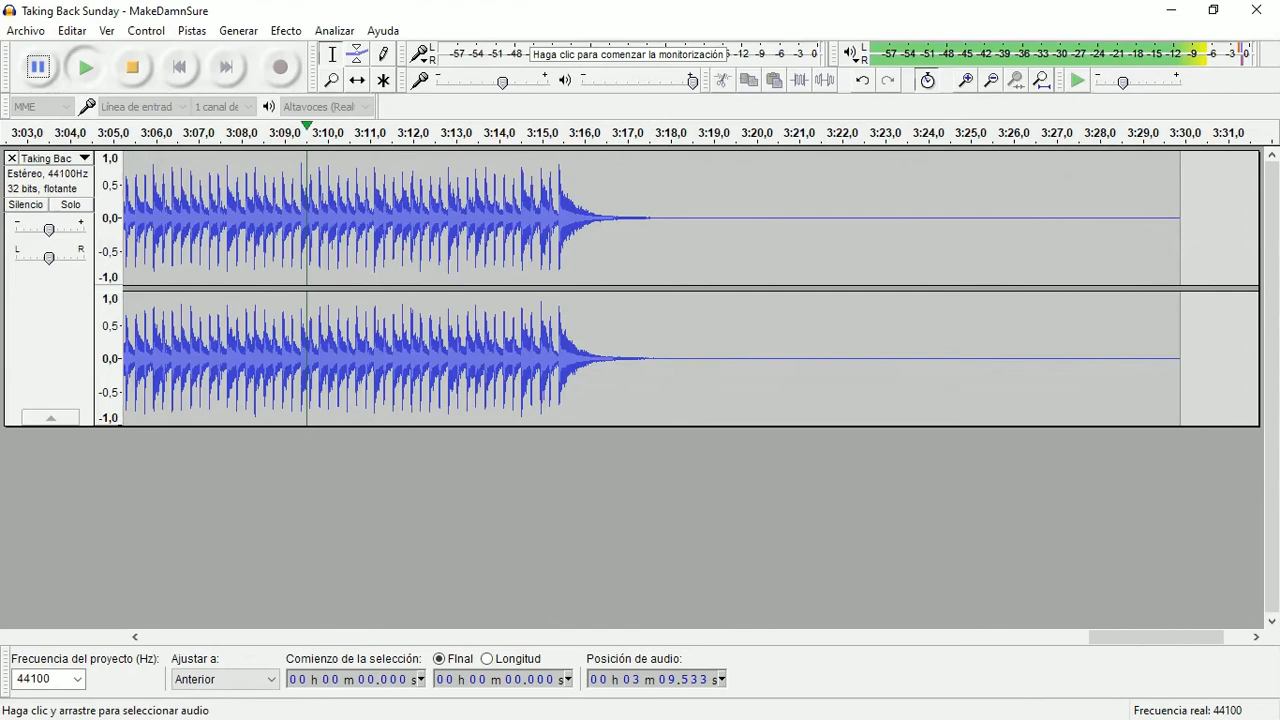 Taking Back Sunday - MakeDamnSure
Archivo Editar Ver Control Pistas Generar Efecto Analizar Ayuda
L R -57 -54 -51 -48 Haga clic para comenzar la monitorización -12 -9 -6 -3 0
L R -57 -54 -51 -48 -45 -42 -39 -36 -33 -30 -27 -24 -21 -18 -15 -12 -9 -6 -3 0
- + - + - +
MME Línea de entrad 1 canal de Altavoces (Real
3:03,0 3:04,0 3:05,0 3:06,0 3:07,0 3:08,0 3:09,0 3:10,0 3:11,0 3:12,0 3:13,0 3:14,0 3:15,0 3:16,0 3:17,0 3:18,0 3:19,0 3:20,0 3:21,0 3:22,0 3:23,0 3:24,0 3:25,0 3:26,0 3:27,0 3:28,0 3:29,0 3:30,0 3:31,0
Taking Bac
Estéreo, 44100Hz
32 bits, flotante
Silencio Solo
- +
L R
1,0
0,5
0,0
-0,5
-1,0
1,0
0,5
0,0
-0,5
-1,0
Frecuencia del proyecto (Hz): Ajustar a: Comienzo de la selección: FInal Longitud Posición de audio:
44100 Anterior 00 h 00 m 00.000 s 00 h 00 m 00.000 s 00 h 03 m 09.533 s
Haga clic y arrastre para seleccionar audio Frecuencia real: 44100